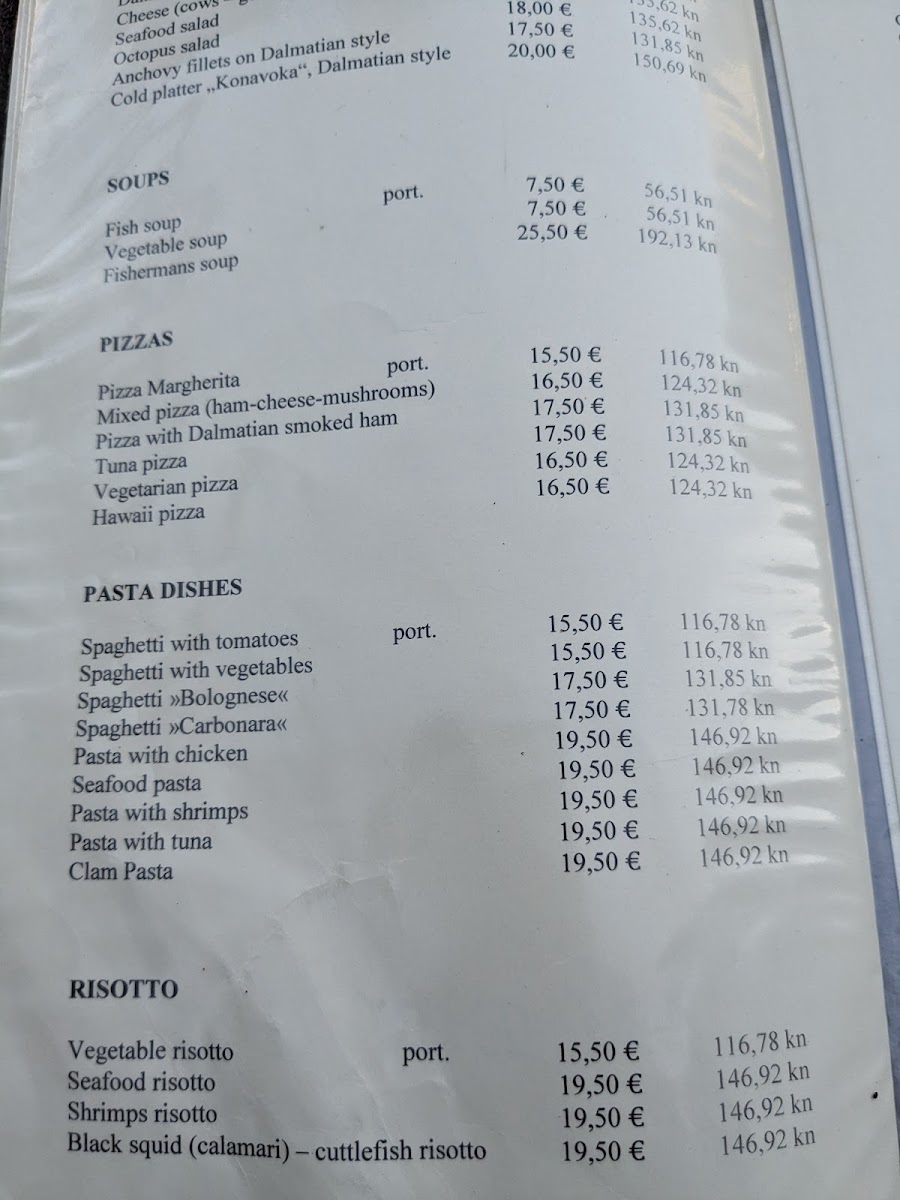 Cheese (cows
Seafood salad
Octopus salad 18,00 € 135,62 kn
Anchovy fillets on Dalmatian style 17,50 € 131,85 kn
Cold platter „Konavoka“, Dalmatian style 20,00 € 150,69 kn
SOUPS
Fish soup port. 7,50 € 56,51 kn
Vegetable soup 7,50 € 56,51 kn
Fishermans soup 25,50 € 192,13 kn
PIZZAS
Pizza Margherita port. 15,50 € 116,78 kn
Mixed pizza (ham-cheese-mushrooms) 16,50 € 124,32 kn
Pizza with Dalmatian smoked ham 17,50 € 131,85 kn
Tuna pizza 17,50 € 131,85 kn
Vegetarian pizza 16,50 € 124,32 kn
Hawaii pizza 16,50 € 124,32 kn
PASTA DISHES
Spaghetti with tomatoes port. 15,50 € 116,78 kn
Spaghetti with vegetables 15,50 € 116,78 kn
Spaghetti »Bolognese« 17,50 € 131,85 kn
Spaghetti »Carbonara« 17,50 € 131,78 kn
Pasta with chicken 19,50 € 146,92 kn
Seafood pasta 19,50 € 146,92 kn
Pasta with shrimps 19,50 € 146,92 kn
Pasta with tuna 19,50 € 146,92 kn
Clam Pasta 19,50 € 146,92 kn
RISOTTO
Vegetable risotto port. 15,50 € 116,78 kn
Seafood risotto 19,50 € 146,92 kn
Shrimps risotto 19,50 € 146,92 kn
Black squid (calamari) – cuttlefish risotto 19,50 € 146,92 kn